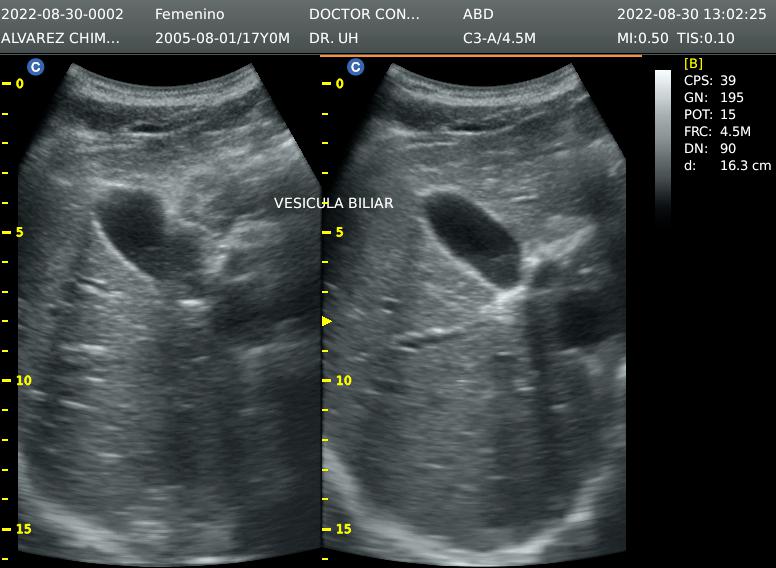 2022-08-30-0002 Femenino DOCTOR CON... ABD 2022-08-30 13:02:25
ALVAREZ CHIM... 2005-08-01/17Y0M DR. UH C3-A/4.5M MI:0.50 TIS:0.10
C C [B]
0 0 CPS: 39
GN: 195
POT: 15
FRC: 4.5M
DN: 90
d: 16.3 cm
VESICULA BILIAR
5 5
10 10
15 15